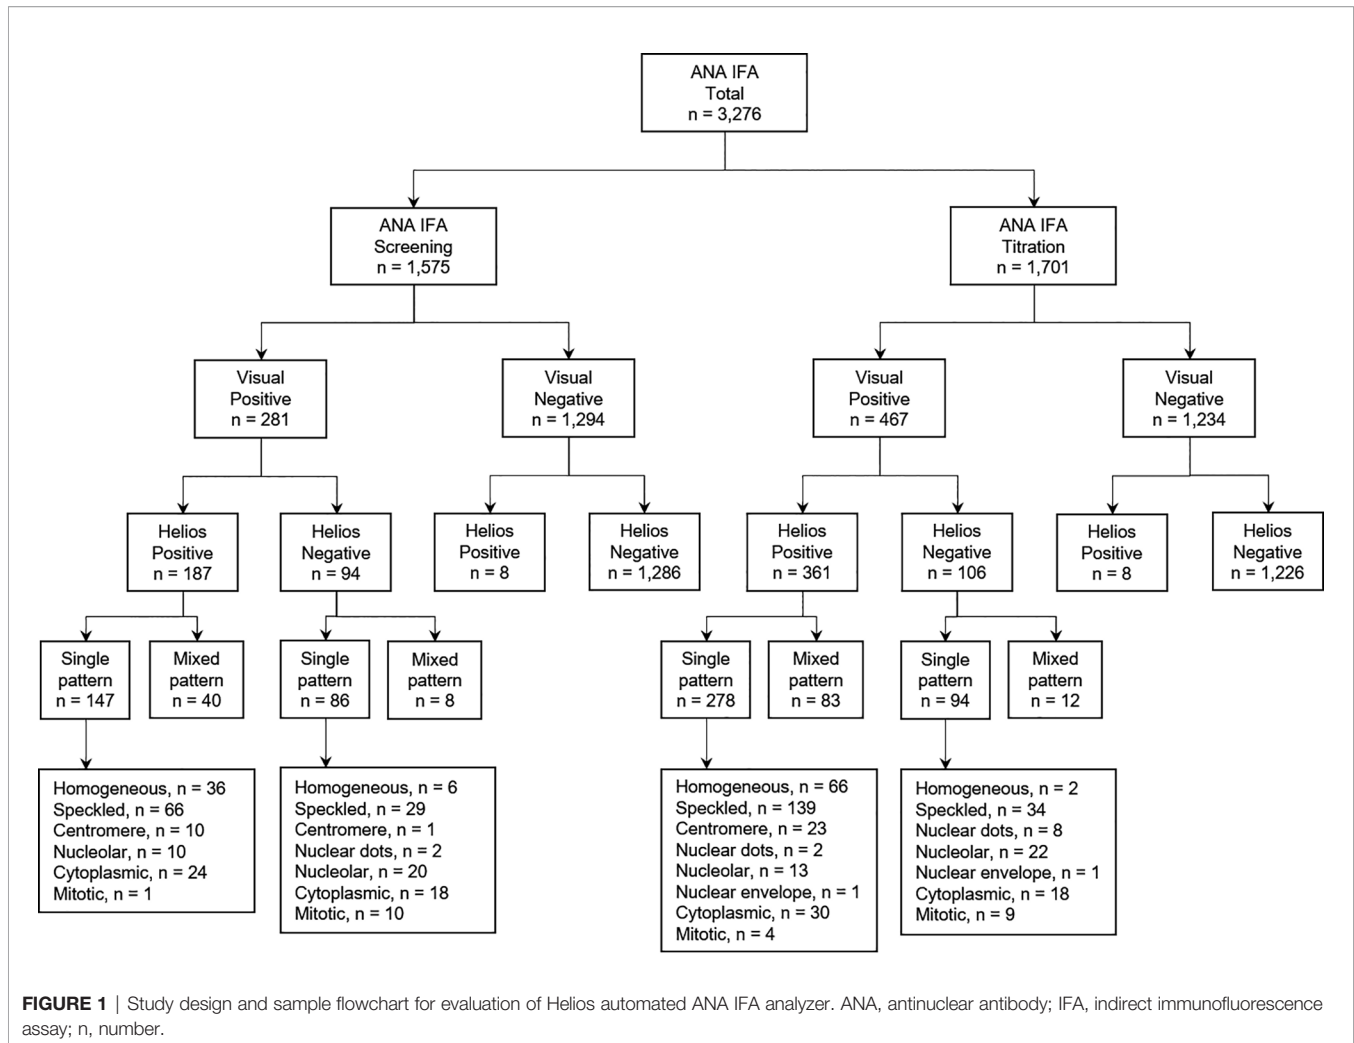 ANA IFA
Total
n = 3,276
ANA IFA
Screening
n = 1,575
ANA IFA
Titration
n = 1,701
Visual
Positive
n = 281
Visual
Negative
n = 1,294
Visual
Positive
n = 467
Visual
Negative
n = 1,234
Helios
Positive
n = 187
Helios
Negative
n = 94
Helios
Positive
n = 8
Helios
Negative
n = 1,286
Helios
Positive
n = 361
Helios
Negative
n = 106
Helios
Positive
n = 8
Helios
Negative
n = 1,226
Single
pattern
n = 147
Mixed
pattern
n = 40
Single
pattern
n = 86
Mixed
pattern
n = 8
Single
pattern
n = 278
Mixed
pattern
n = 83
Single
pattern
n = 94
Mixed
pattern
n = 12
Homogeneous, n = 36
Speckled, n = 66
Centromere, n = 10
Nucleolar, n = 10
Cytoplasmic, n = 24
Mitotic, n = 1
Homogeneous, n = 6
Speckled, n = 29
Centromere, n = 1
Nuclear dots, n = 2
Nucleolar, n = 20
Cytoplasmic, n = 18
Mitotic, n = 10
Homogeneous, n = 66
Speckled, n = 139
Centromere, n = 23
Nuclear dots, n = 2
Nucleolar, n = 13
Nuclear envelope, n = 1
Cytoplasmic, n = 30
Mitotic, n = 4
Homogeneous, n = 2
Speckled, n = 34
Nuclear dots, n = 8
Nucleolar, n = 22
Nuclear envelope, n = 1
Cytoplasmic, n = 18
Mitotic, n = 9
FIGURE 1 | Study design and sample flowchart for evaluation of Helios automated ANA IFA analyzer. ANA, antinuclear antibody; IFA, indirect immunofluorescence
assay; n, number.